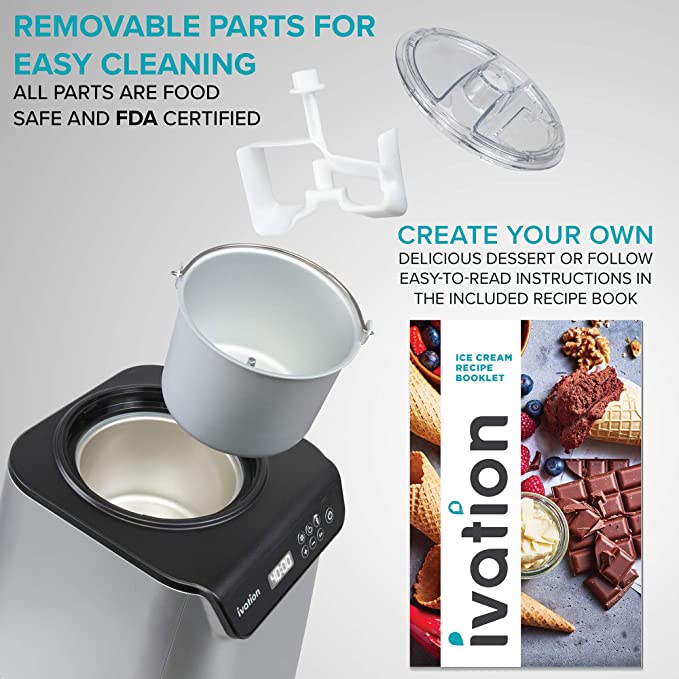 REMOVABLE PARTS FOR
EASY CLEANING
ALL PARTS ARE FOOD
SAFE AND FDA CERTIFIED
CREATE YOUR OWN
DELICIOUS DESSERT OR FOLLOW
EASY-TO-READ INSTRUCTIONS IN
THE INCLUDED RECIPE BOOK
ICE CREAM
RECIPE
BOOKLET
ivation
40:00
ivation